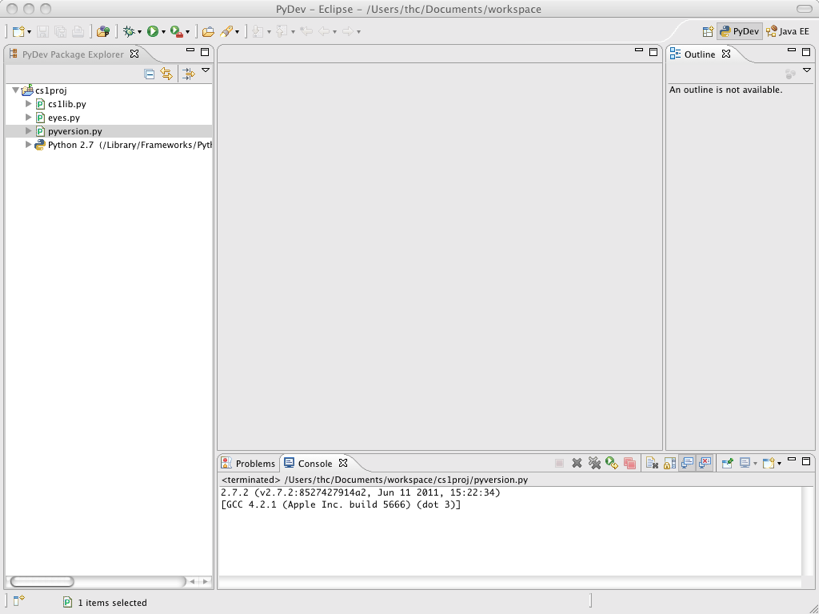 PyDev – Eclipse – /Users/thc/Documents/workspace
PyDev
Java EE
PyDev Package Explorer
Outline
cs1proj
cs1lib.py
eyes.py
pyversion.py
Python 2.7 (/Library/Frameworks/Pyt
An outline is not available.
Problems
Console
<terminated> /Users/thc/Documents/workspace/cs1proj/pyversion.py
2.7.2 (v2.7.2:8527427914a2, Jun 11 2011, 15:22:34)
[GCC 4.2.1 (Apple Inc. build 5666) (dot 3)]
1 items selected